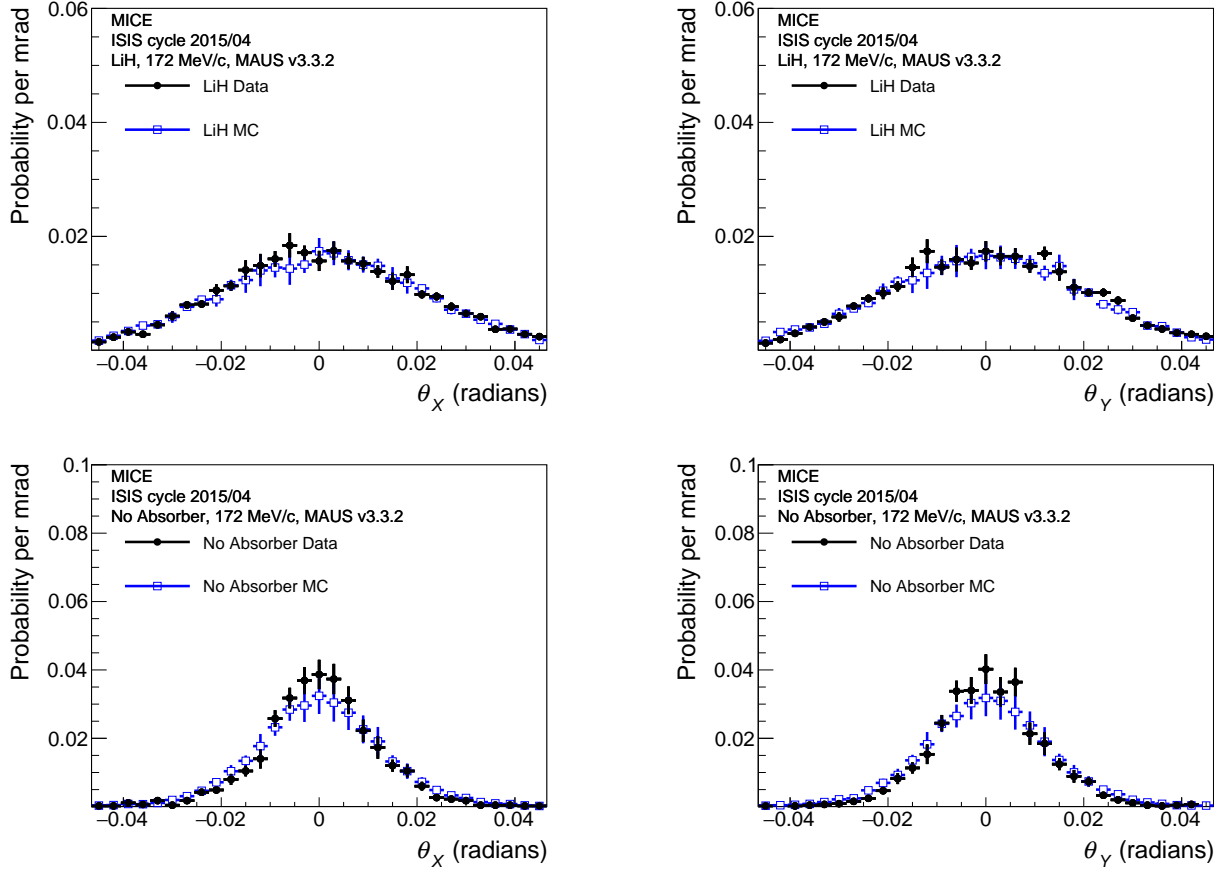 Probability per mrad
0.06
0.04
0.02
MICE
ISIS cycle 2015/04
LiH, 172 MeV/c, MAUS v3.3.2
LiH Data
LiH MC
−0.04 −0.02 0 0.02 0.04
θX (radians)
Probability per mrad
0.06
0.04
0.02
MICE
ISIS cycle 2015/04
LiH, 172 MeV/c, MAUS v3.3.2
LiH Data
LiH MC
−0.04 −0.02 0 0.02 0.04
θY (radians)
Probability per mrad
0.1
0.08
0.06
0.04
0.02
MICE
ISIS cycle 2015/04
No Absorber, 172 MeV/c, MAUS v3.3.2
No Absorber Data
No Absorber MC
−0.04 −0.02 0 0.02 0.04
θX (radians)
Probability per mrad
0.1
0.08
0.06
0.04
0.02
MICE
ISIS cycle 2015/04
No Absorber, 172 MeV/c, MAUS v3.3.2
No Absorber Data
No Absorber MC
−0.04 −0.02 0 0.02 0.04
θY (radians)